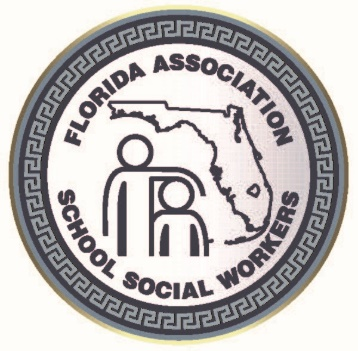 FLORIDA ASSOCIATION
SCHOOL SOCIAL WORKERS